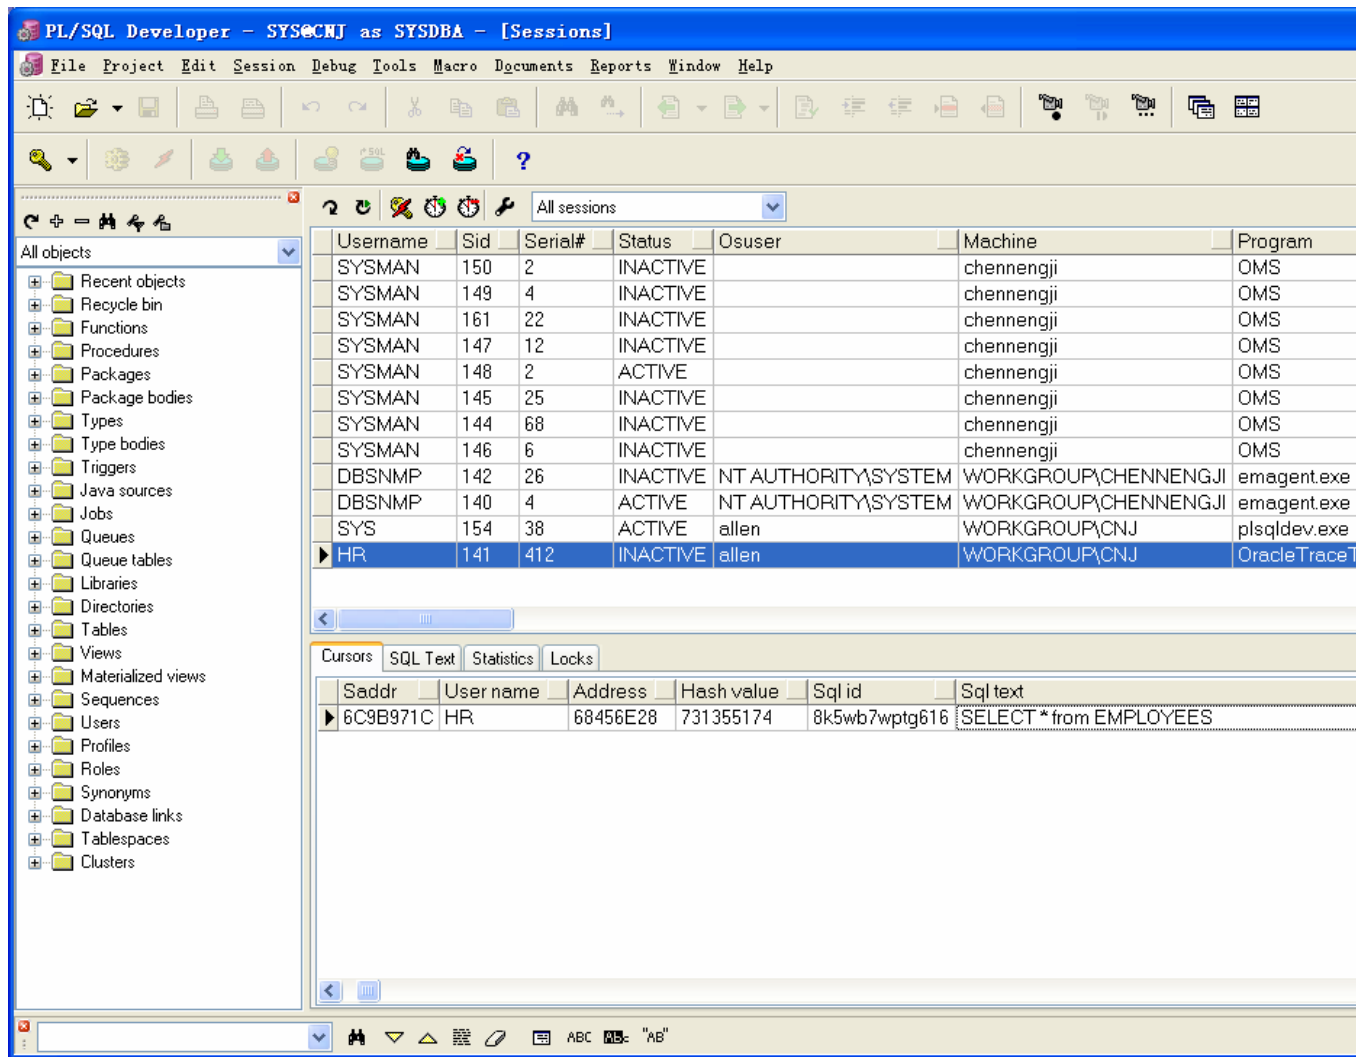 PL/SQL Developer - SYS@CNJ as SYSDBA - [Sessions]
File Project Edit Session Debug Tools Macro Documents Reports Window Help
All sessions
All objects
Recent objects
Recycle bin
Functions
Procedures
Packages
Package bodies
Types
Type bodies
Triggers
Java sources
Jobs
Queues
Queue tables
Libraries
Directories
Tables
Views
Materialized views
Sequences
Users
Profiles
Roles
Synonyms
Database links
Tablespaces
Clusters
Username Sid Serial# Status Osuser Machine Program
SYSMAN 150 2 INACTIVE chennengji OMS
SYSMAN 149 4 INACTIVE chennengji OMS
SYSMAN 161 22 INACTIVE chennengji OMS
SYSMAN 147 12 INACTIVE chennengji OMS
SYSMAN 148 2 ACTIVE chennengji OMS
SYSMAN 145 25 INACTIVE chennengji OMS
SYSMAN 144 68 INACTIVE chennengji OMS
SYSMAN 146 6 INACTIVE chennengji OMS
DBSNMP 142 26 INACTIVE NT AUTHORITY\SYSTEM WORKGROUP\CHENNENGJI emagent.exe
DBSNMP 140 4 ACTIVE NT AUTHORITY\SYSTEM WORKGROUP\CHENNENGJI emagent.exe
SYS 154 38 ACTIVE allen WORKGROUP\CNJ plsqldev.exe
HR 141 412 INACTIVE allen WORKGROUP\CNJ OracleTraceT
Cursors SQL Text Statistics Locks
Saddr User name Address Hash value Sql id Sql text
6C9B971C HR 68456E28 731355174 8k5wb7wptg616 SELECT * from EMPLOYEES
ABC "AB"